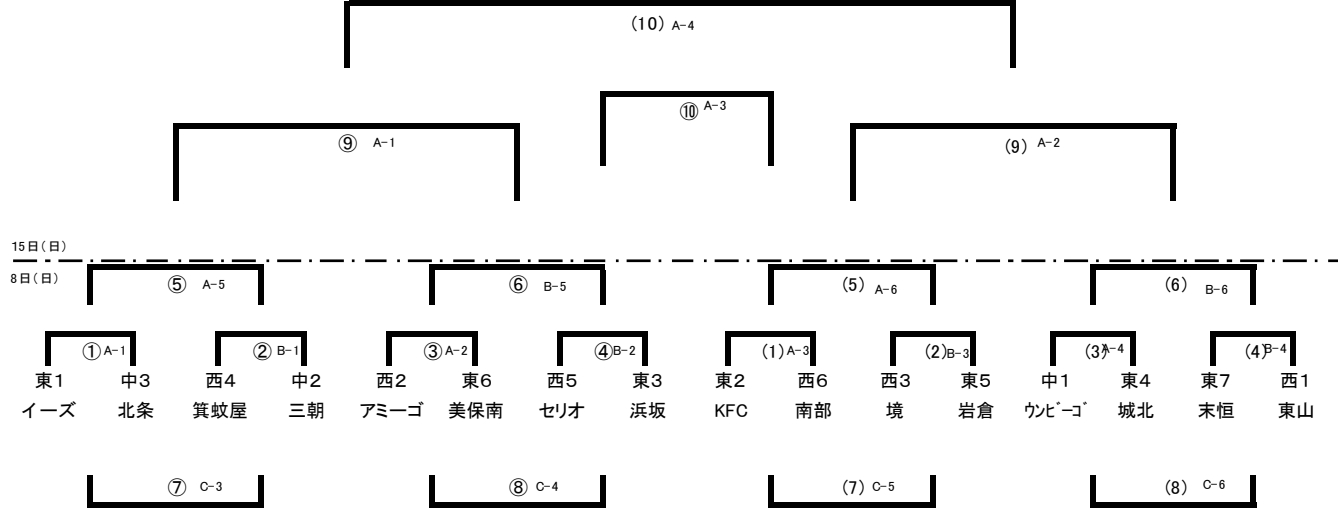 (10) A-4
⑩ A-3
⑨ A-1
(9) A-2
15日(日)
8日(日)
⑤ A-5 ⑥ B-5 (5) A-6 (6) B-6
①A-1 ②B-1 ③A-2 ④B-2 (1)A-3 (2)B-3 (3)A-4 (4)B-4
東1 中3 西4 中2 西2 東6 西5 東3 東2 西6 西3 東5 中1 東4 東7 西1
イーズ 北条 箕蚊屋 三朝 アミーゴ 美保南 セリオ 浜坂 KFC 南部 境 岩倉 ウンビーゴ 城北 末恒 東山
⑦ C-3 ⑧ C-4 (7) C-5 (8) C-6